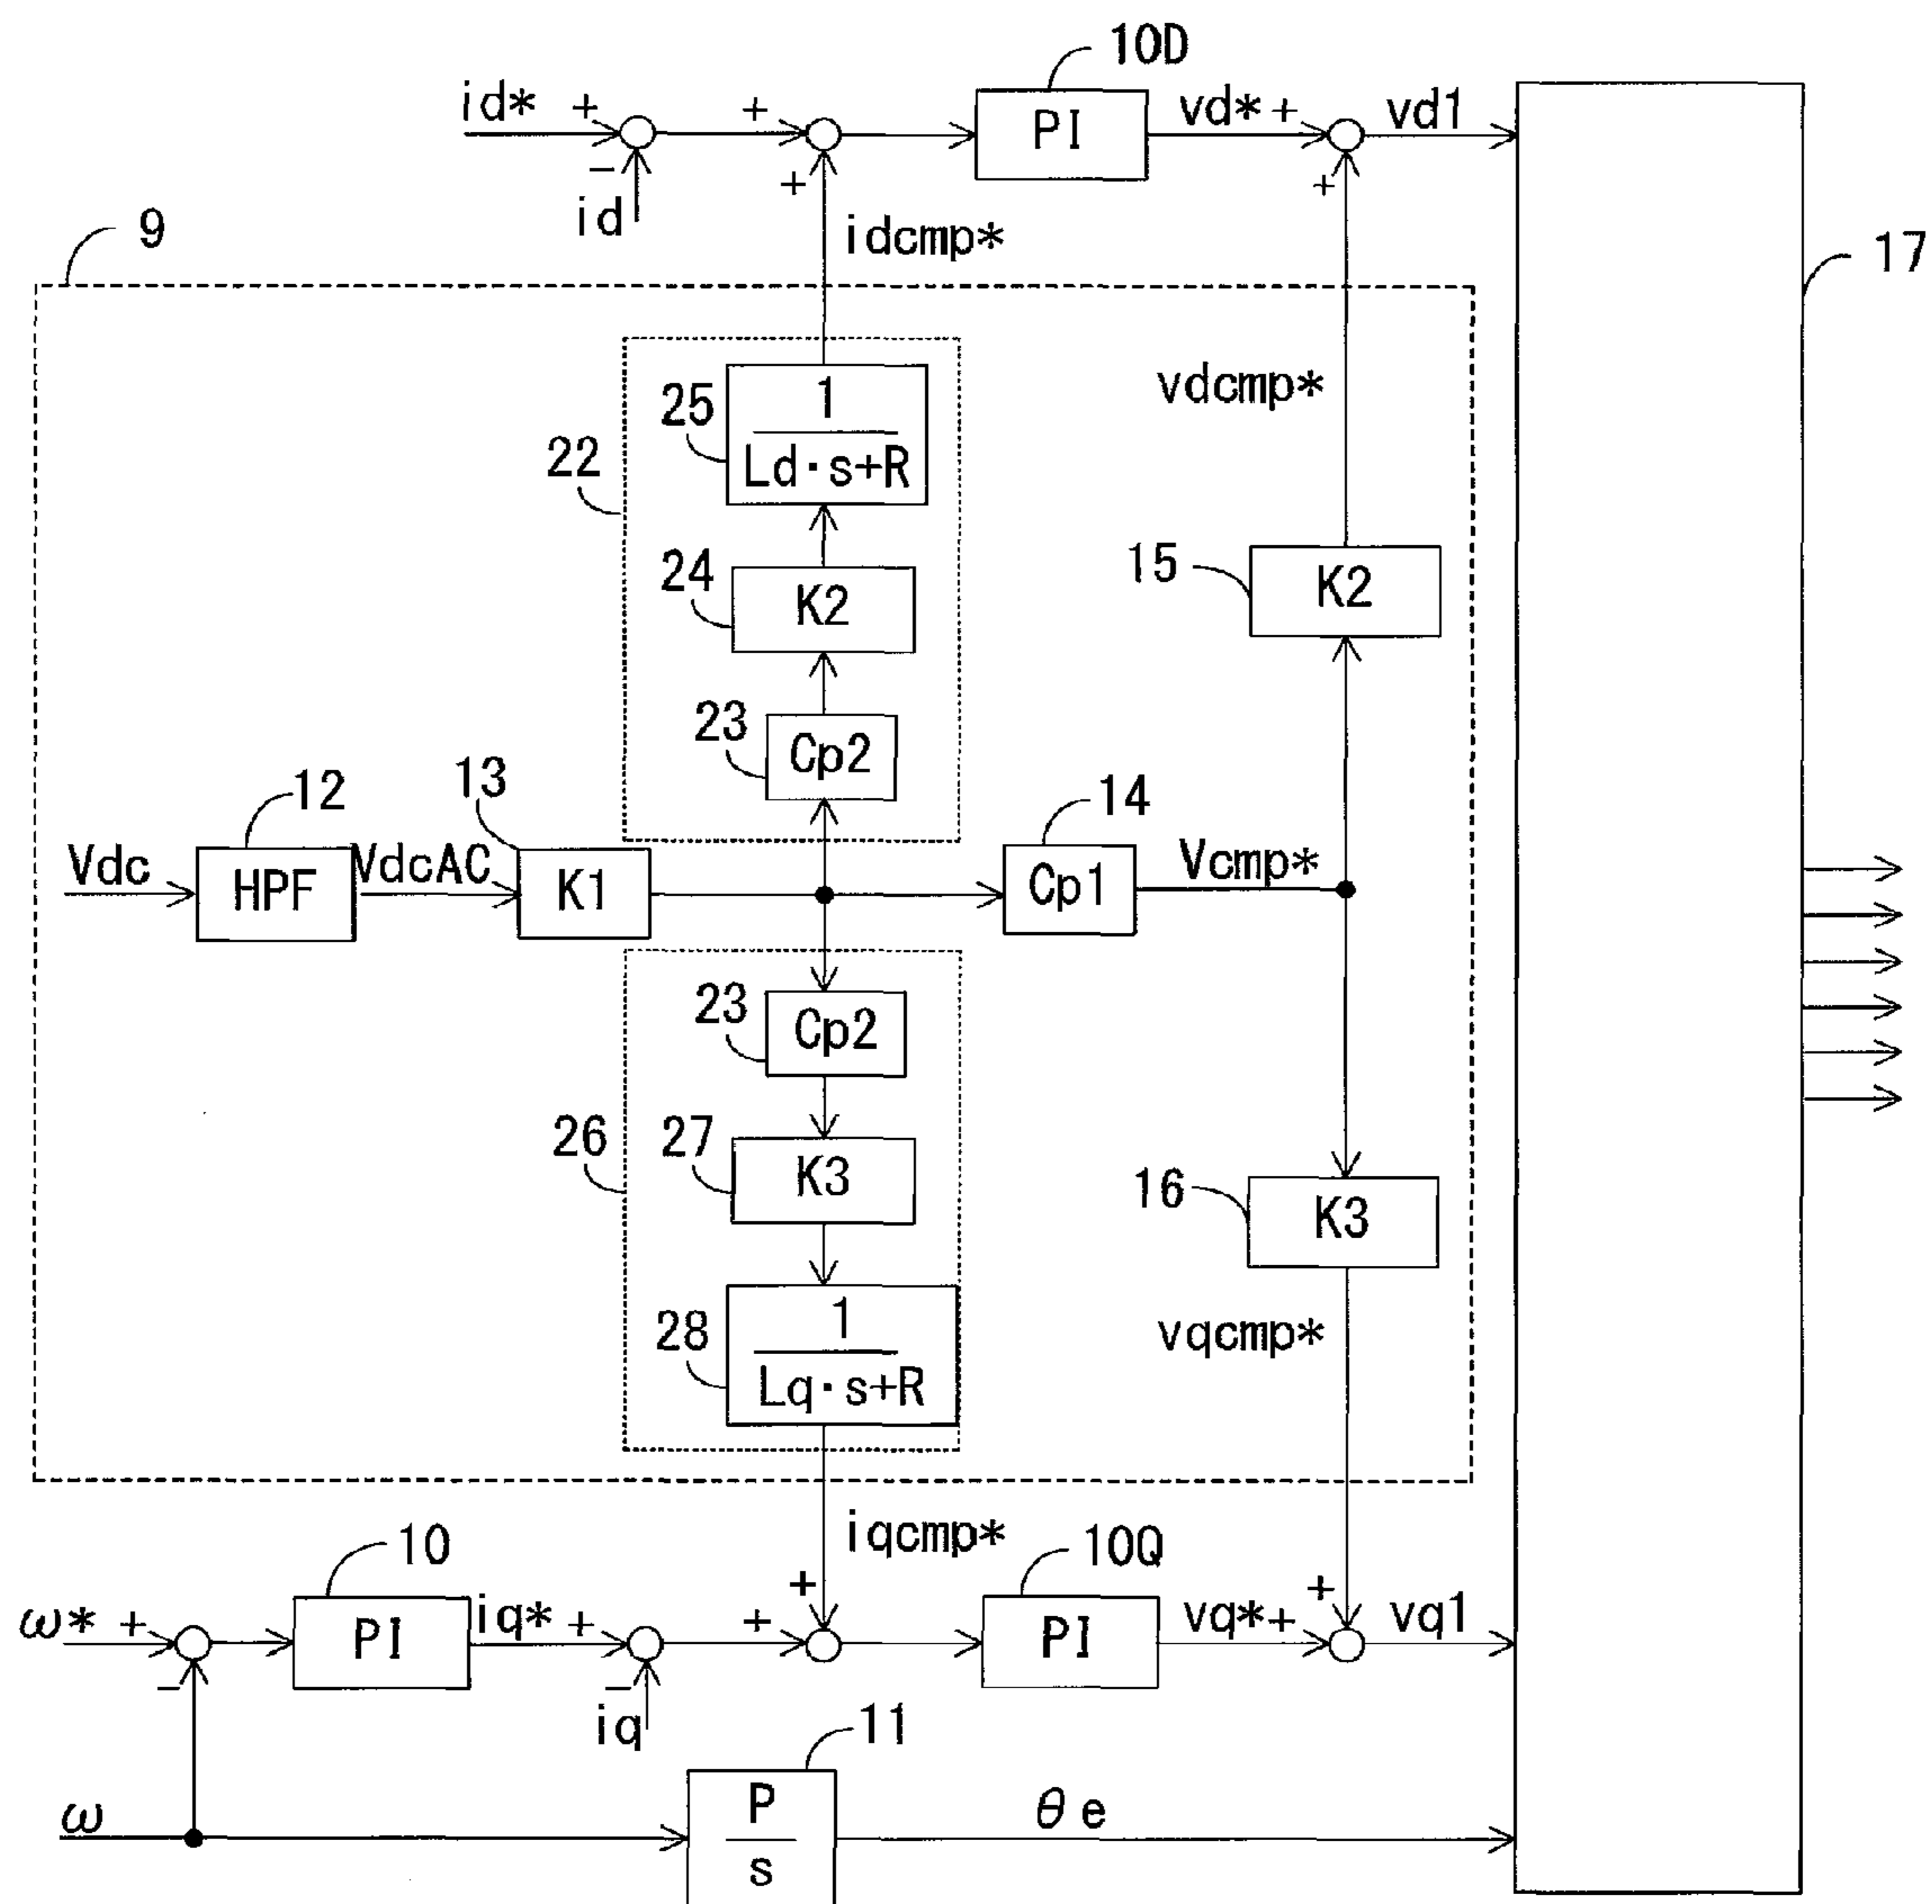 10D
id* + + PI vd* + vd1
− + +
id idcmp*
9
17
vdcmp*
25 1
Ld·s+R
22
24 K2
15 K2
23 Cp2
12 13 14
Vdc HPF VdcAC K1 Cp1 Vcmp*
23 Cp2
26 27 K3
16 K3
28 1
Lq·s+R
vqcmp*
iqcmp*
10 10Q
+ +
ω* + PI iq* + + PI vq* + vq1
− −
iq
11
ω P θe
s